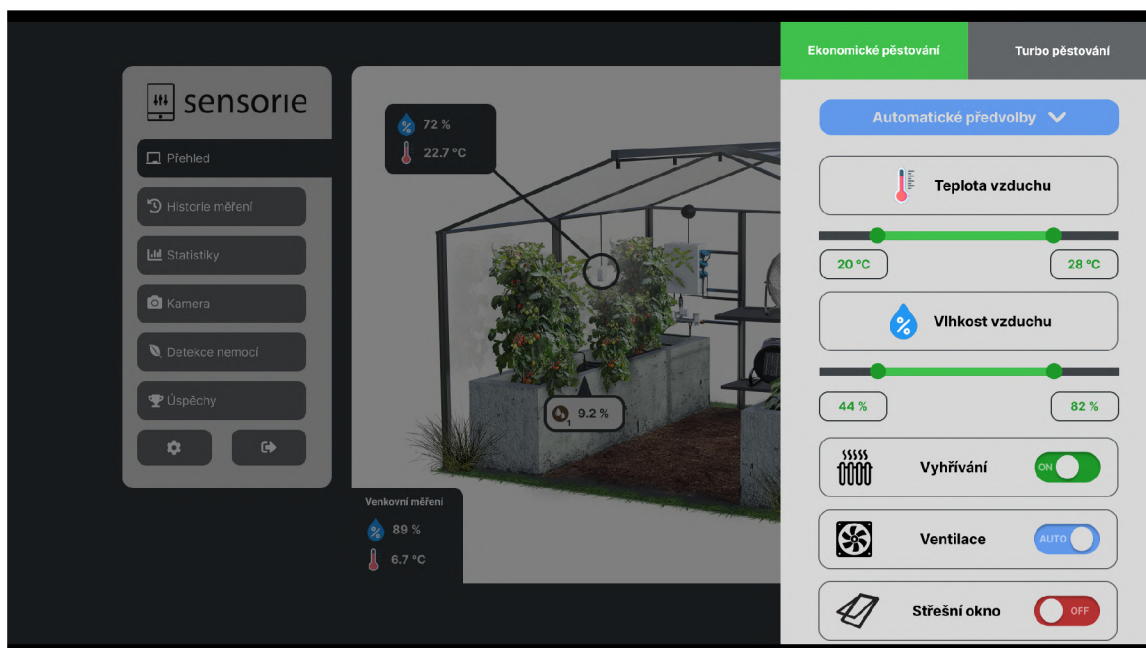 sensorie
Přehled
Historie měření
Statistiky
Kamera
Detekce nemocí
Úspěchy
72 %
22.7 °C
1
9.2 %
Venkovní měření
89 %
6.7 °C
Ekonomické pěstování
Turbo pěstování
Automatické předvolby
Teplota vzduchu
20 °C
28 °C
%
Vlhkost vzduchu
44 %
82 %
Vyhřívání
ON
Ventilace
AUTO
Střešní okno
OFF